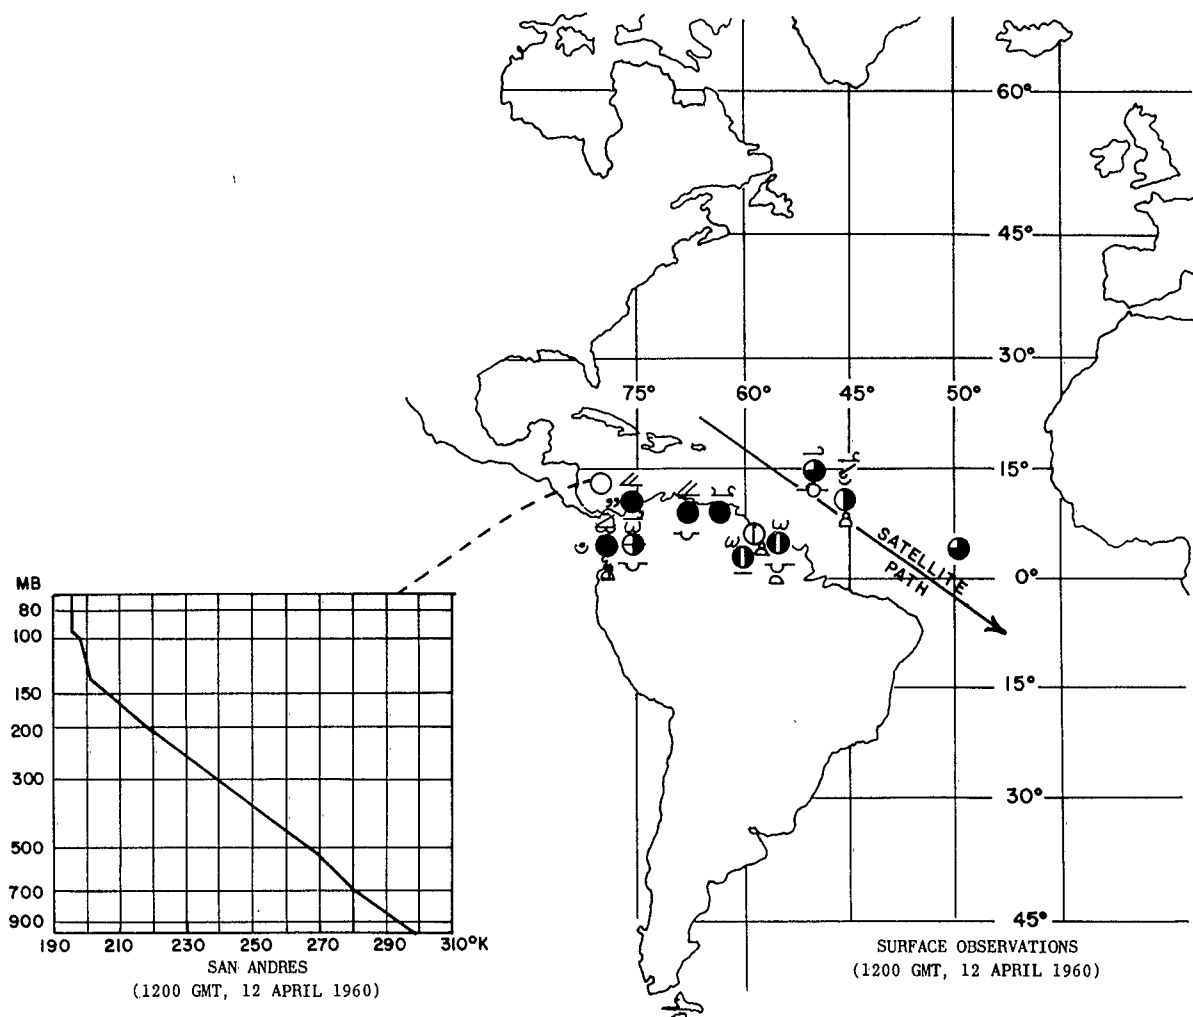 60°
45°
30°
75° 60° 45° 50°
15°
SATELLITE
PATH
0°
MB
80
100
150
200
300
500
700
900
190 210 230 250 270 290 310°K
SAN ANDRES
(1200 GMT, 12 APRIL 1960)
15°
30°
45°
SURFACE OBSERVATIONS
(1200 GMT, 12 APRIL 1960)